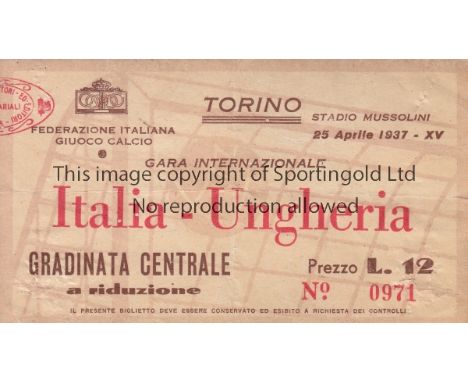 TORINO
STADIO MUSSOLINI
25 Aprile 1937 - XV
FEDERAZIONE ITALIANA
GIUOCO CALCIO
GARA INTERNAZIONALE
This image copyright of Sportingold Ltd
Italia - Ungheria
No reproduction allowed
GRADINATA CENTRALE
a riduzione
Prezzo L. 12
Nº 0971
IL PRESENTE BIGLIETTO DEVE ESSERE CONSERVATO ED ESIBITO A RICHIESTA DEI CONTROLLI